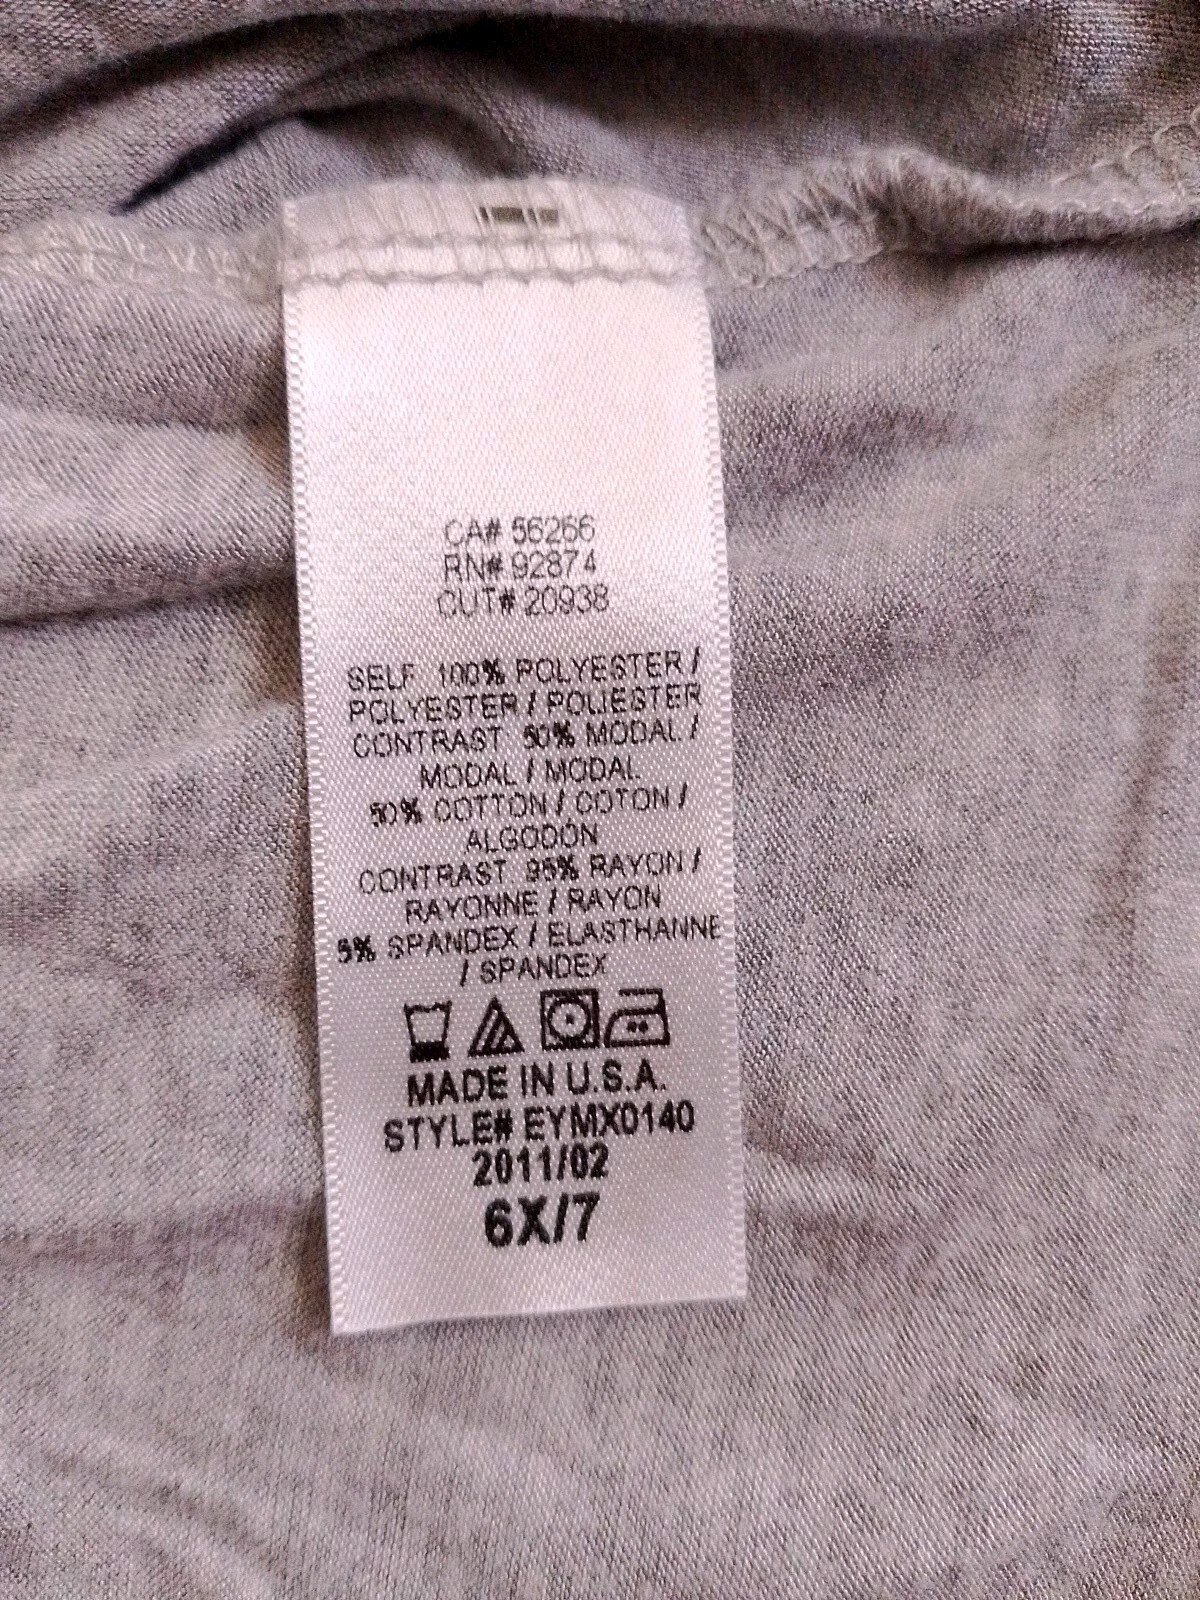 CA# 56266
RN# 92874
CUT# 20938
SELF 100% POLYESTER /
POLYESTER / POLIESTER
CONTRAST 50% MODAL /
MODAL / MODAL
50% COTTON / COTON /
ALGODÓN
CONTRAST 95% RAYON /
RAYONNE / RAYON
5% SPANDEX / ELASTHANNE
/ SPANDEX
MADE IN U.S.A.
STYLE# EYMX0140
2011/02
6X/7